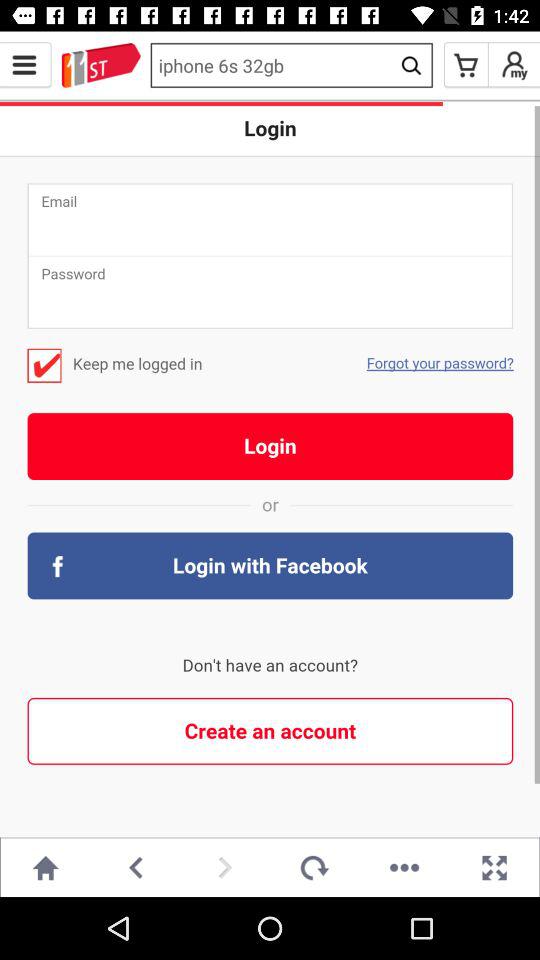 1:42
11ST
iphone 6s 32gb
my
Login
Email
Password
Keep me logged in
Forgot your password?
Login
or
f Login with Facebook
Don't have an account?
Create an account